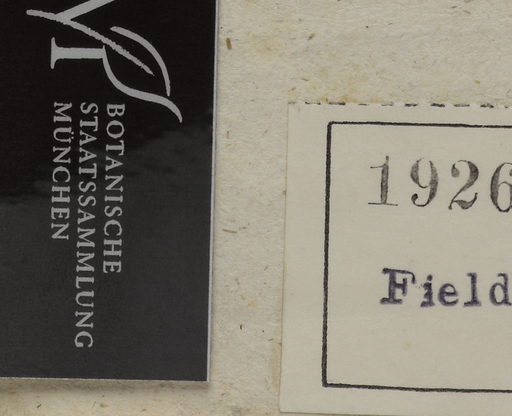 BOTANISCHE
STAATSSAMMLUNG
MÜNCHEN
1926
Field